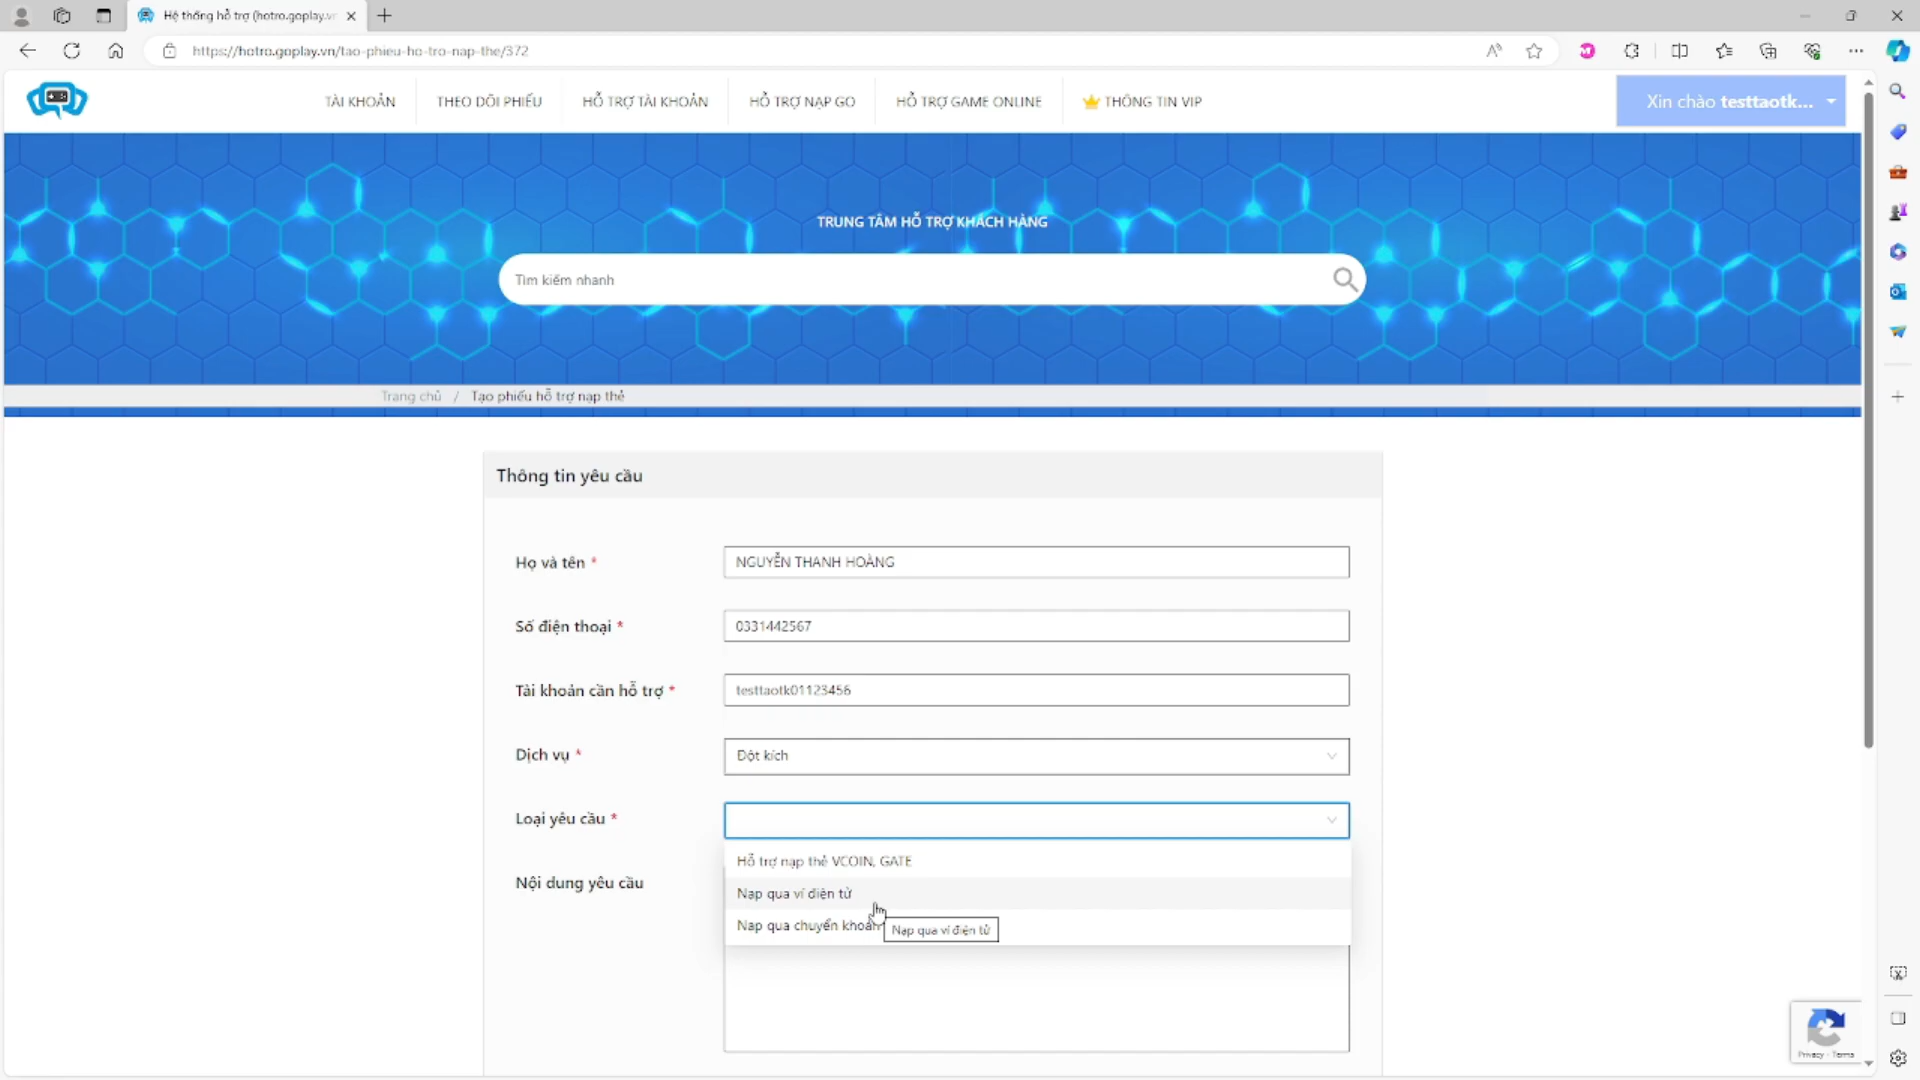 Hệ thống hỗ trợ (hotro.goplay.vn
https://hotro.goplay.vn/tao-phieu-ho-tro-nap-the/372
TÀI KHOẢN
THEO DÕI PHIẾU
HỖ TRỢ TÀI KHOẢN
HỖ TRỢ NẠP GO
HỖ TRỢ GAME ONLINE
THÔNG TIN VIP
Xin chào testtaotk...
TRUNG TÂM HỖ TRỢ KHÁCH HÀNG
Tìm kiếm nhanh
Trang chủ / Tạo phiếu hỗ trợ nạp thẻ
Thông tin yêu cầu
Họ và tên *
NGUYỄN THANH HOÀNG
Số điện thoại *
0331442567
Tài khoản cần hỗ trợ *
testtaotk01123456
Dịch vụ *
Đột kích
Loại yêu cầu *
Hỗ trợ nạp thẻ VCOIN, GATE
Nội dung yêu cầu
Nạp qua ví điện tử
Nạp qua chuyển khoản
Nạp qua ví điện tử
Privacy - Terms